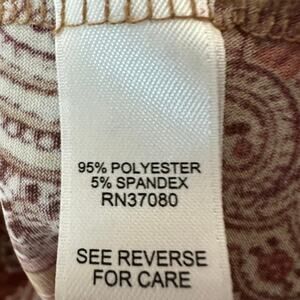 95% POLYESTER
5% SPANDEX
RN37080
SEE REVERSE
FOR CARE